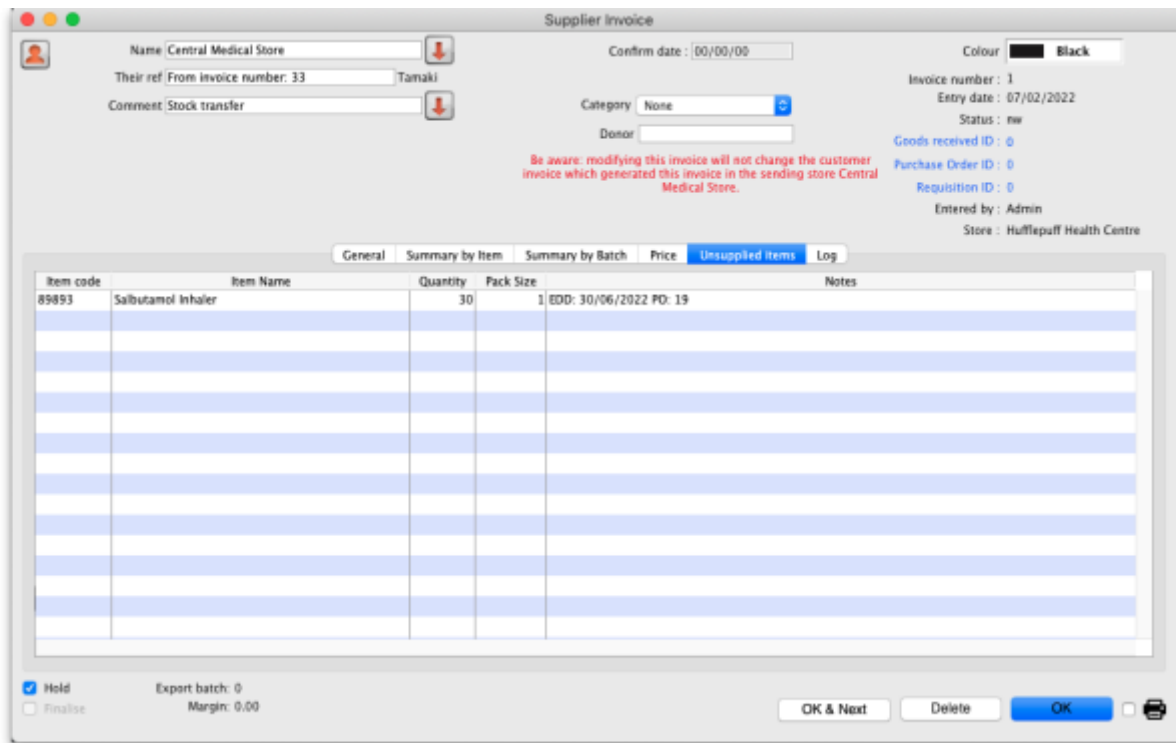 Supplier Invoice
Name Central Medical Store
Confirm date : 00/00/00
Colour Black
Their ref From invoice number: 33 Tamaki
Invoice number : 1
Comment Stock transfer
Category None
Entry date : 07/02/2022
Status : nw
Donor
Goods received ID : 0
Be aware: modifying this invoice will not change the customer
invoice which generated this invoice in the sending store Central
Medical Store.
Purchase Order ID : 0
Requisition ID : 0
Entered by : Admin
Store : Hufflepuff Health Centre
General Summary by Item Summary by Batch Price Unsupplied items Log
Item code Item Name Quantity Pack Size Notes
89893 Salbutamol Inhaler 30 1 EDD: 30/06/2022 PO: 19
Hold Export batch: 0
Finalise Margin: 0.00
OK & Next Delete OK